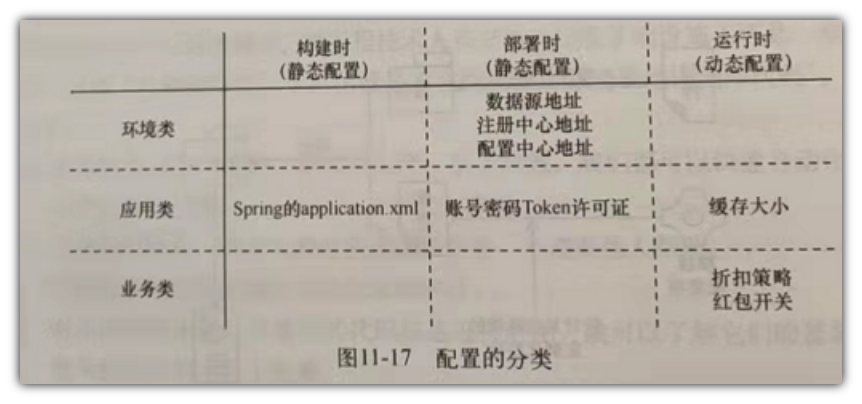 构建时 部署时 运行时
(静态配置) (静态配置) (动态配置)
数据源地址
环境类 注册中心地址
配置中心地址
应用类 Spring的application.xml 账号密码Token许可证 缓存大小
折扣策略
业务类
红包开关
图11-17 配置的分类